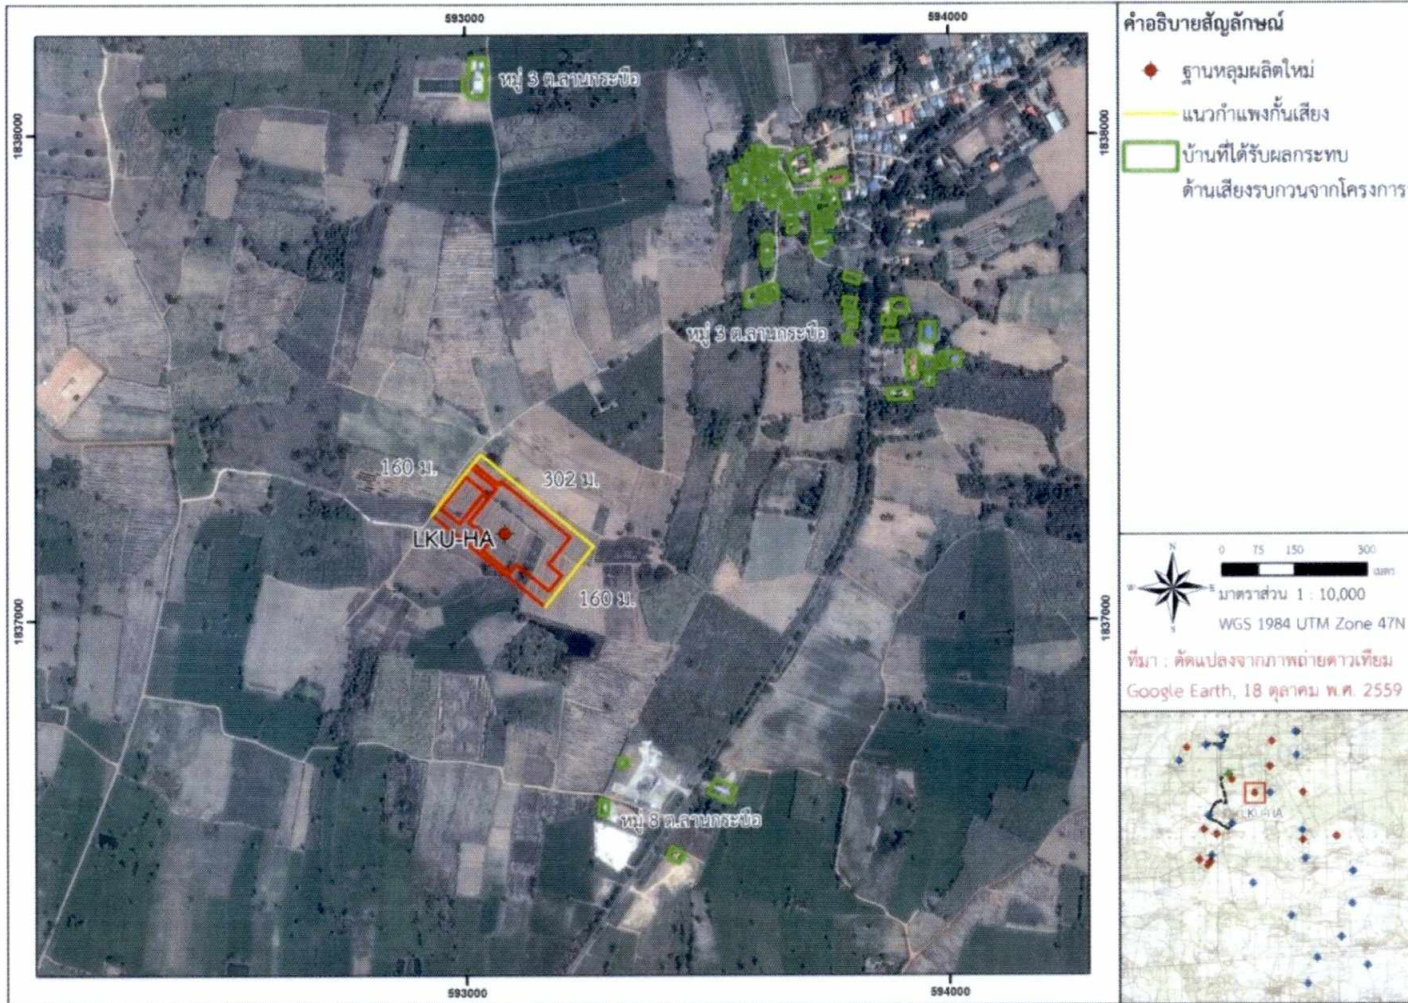 593000
594000
1838000
1838000
หมู่ 3 ต.ลานกระบือ
หมู่ 3 ต.ลานกระบือ
160 ม.
302 ม.
LKU-HA
160 ม.
1837000
1837000
หมู่ 8 ต.ลานกระบือ
593000
594000
คำอธิบายสัญลักษณ์
ฐานหลุมผลิตใหม่
แนวกำแพงกั้นเสียง
บ้านที่ได้รับผลกระทบ
ด้านเสียงรบกวนจากโครงการ
N
W
E
S
0 75 150 300
เมตร
มาตราส่วน 1 : 10,000
WGS 1984 UTM Zone 47N
ที่มา : ดัดแปลงจากภาพถ่ายดาวเทียม
Google Earth, 18 ตุลาคม พ.ศ. 2559
LKU-HA